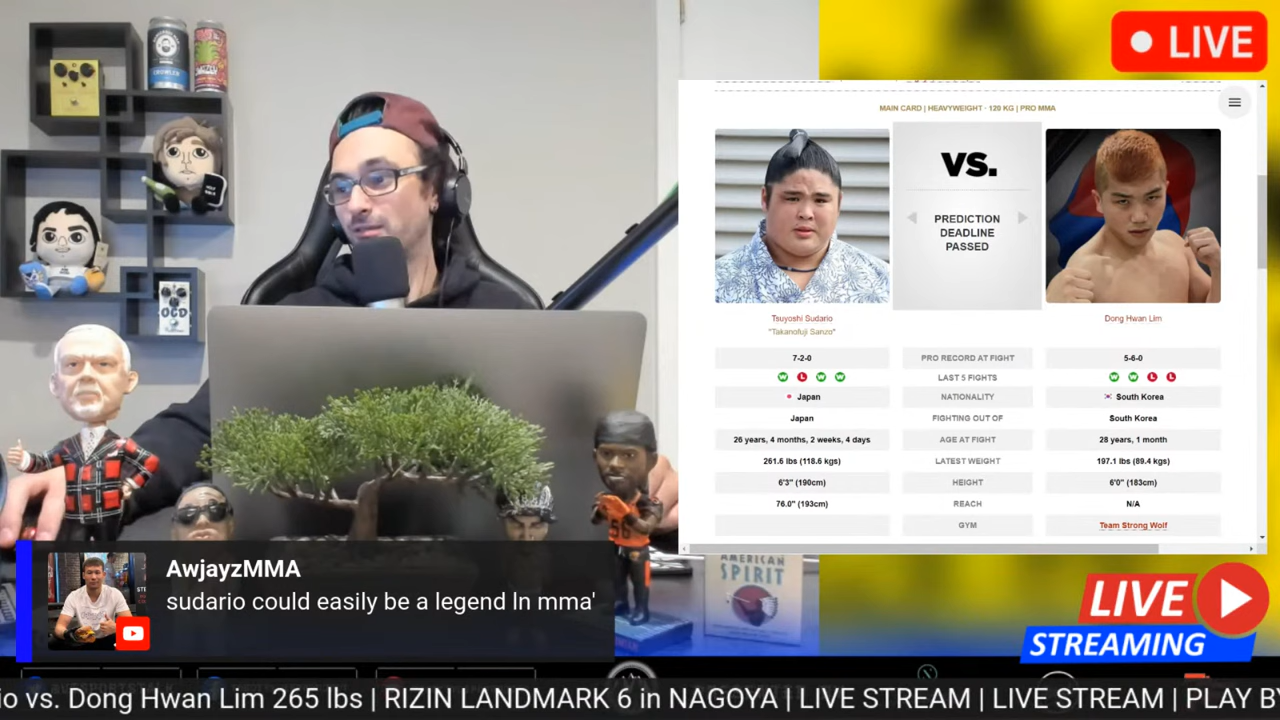 LIVE
MAIN CARD | HEAVYWEIGHT · 120 KG | PRO MMA
VS.
PREDICTION
DEADLINE
PASSED
Tsuyoshi Sudario
"Takanofuji Sanzo"
Dong Hwan Lim
7-2-0 PRO RECORD AT FIGHT 5-6-0
W L W W LAST 5 FIGHTS W W L L
Japan NATIONALITY South Korea
Japan FIGHTING OUT OF South Korea
26 years, 4 months, 2 weeks, 4 days AGE AT FIGHT 28 years, 1 month
261.6 lbs (118.6 kgs) LATEST WEIGHT 197.1 lbs (89.4 kgs)
6'3" (190cm) HEIGHT 6'0" (183cm)
76.0" (193cm) REACH N/A
GYM Team Strong Wolf
CROWLER
OCD
AMERICAN
SPIRIT
AwjayzMMA
sudario could easily be a legend In mma'
LIVE
STREAMING
io vs. Dong Hwan Lim 265 lbs | RIZIN LANDMARK 6 in NAGOYA | LIVE STREAM | LIVE STREAM | PLAY B